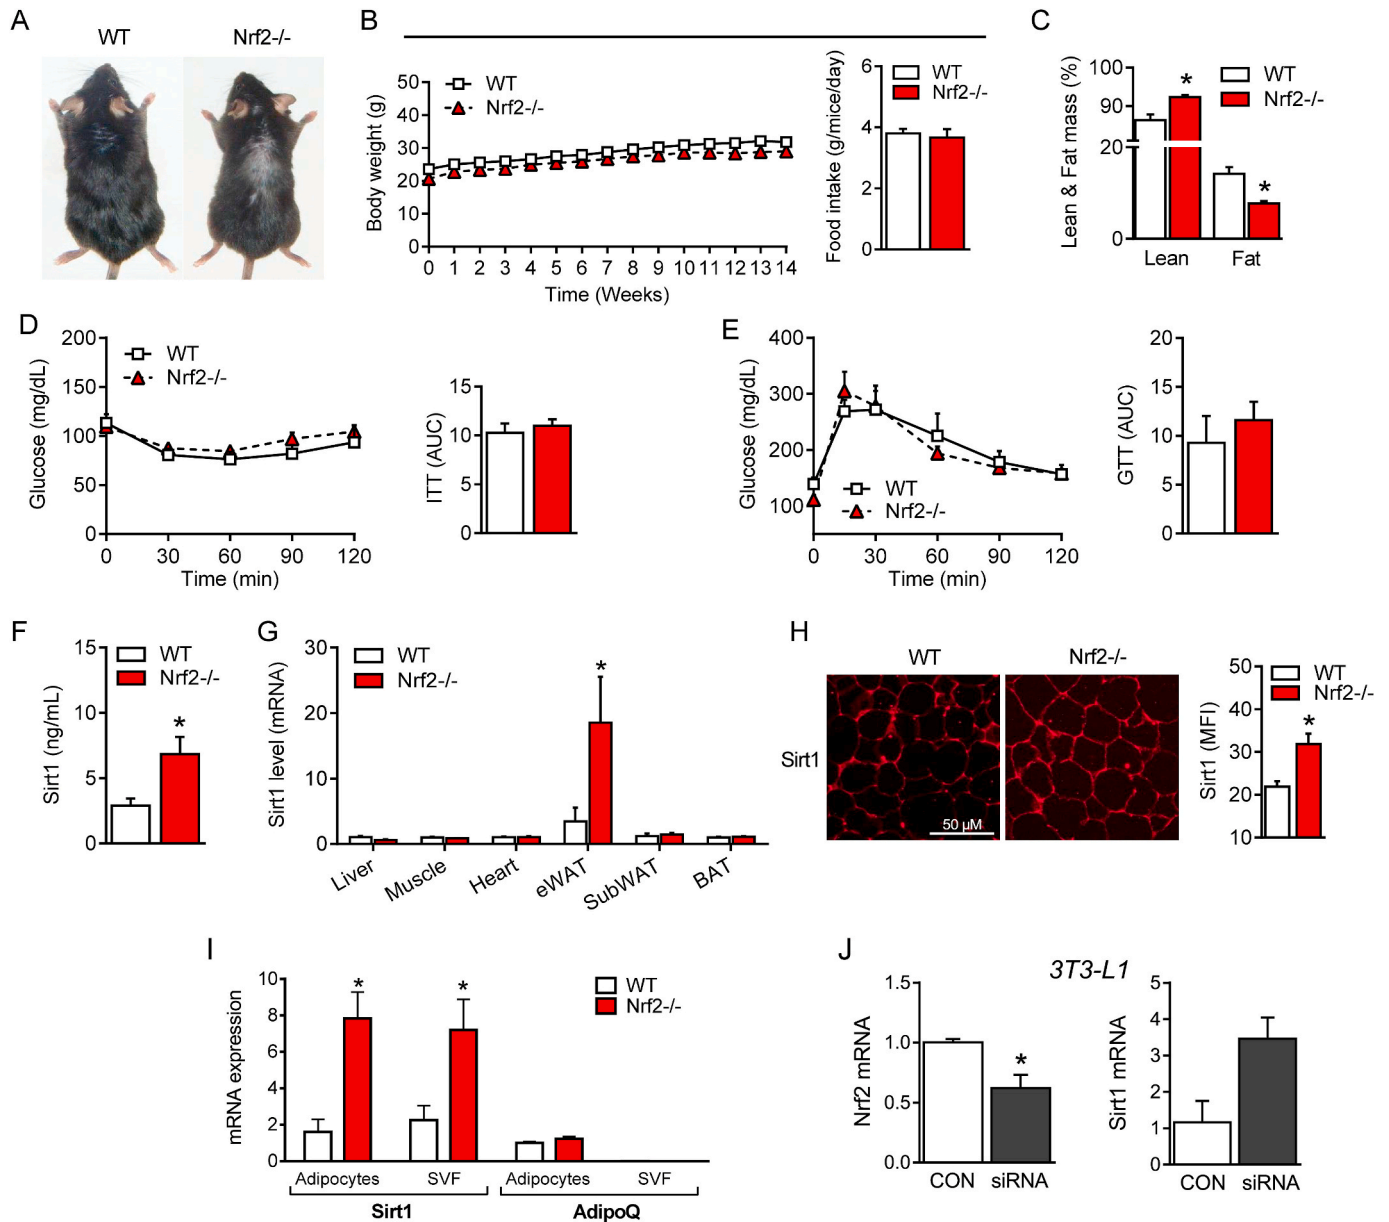 A
WT
Nrf2-/-
B
Body weight (g)
50
40
30
20
10
0
WT
Nrf2-/-
0 1 2 3 4 5 6 7 8 9 10 11 12 13 14
Time (Weeks)
Food intake (g/mice/day)
6
4
2
0
WT
Nrf2-/-
C
Lean & Fat mass (%)
100
90
20
0
*
*
WT
Nrf2-/-
Lean Fat
D
Glucose (mg/dL)
200
150
100
50
0
WT
Nrf2-/-
0 30 60 90 120
Time (min)
ITT (AUC)
15
10
5
0
E
Glucose (mg/dL)
400
300
200
100
WT
Nrf2-/-
0 30 60 90 120
Time (min)
GTT (AUC)
20
15
10
5
0
F
Sirt1 (ng/mL)
15
10
5
0
WT
Nrf2-/-
*
G
Sirt1 level (mRNA)
30
20
10
0
WT
Nrf2-/-
*
Liver Muscle Heart eWAT SubWAT BAT
H
WT
Nrf2-/-
Sirt1
50 µM
Sirt1 (MFI)
50
40
30
20
10
WT
Nrf2-/-
*
I
mRNA expression
10
8
6
4
2
0
*
*
WT
Nrf2-/-
Adipocytes SVF Adipocytes SVF
Sirt1 AdipoQ
J
3T3-L1
Nrf2 mRNA
1.5
1.0
0.5
0.0
*
CON siRNA
Sirt1 mRNA
5
4
3
2
1
0
CON siRNA